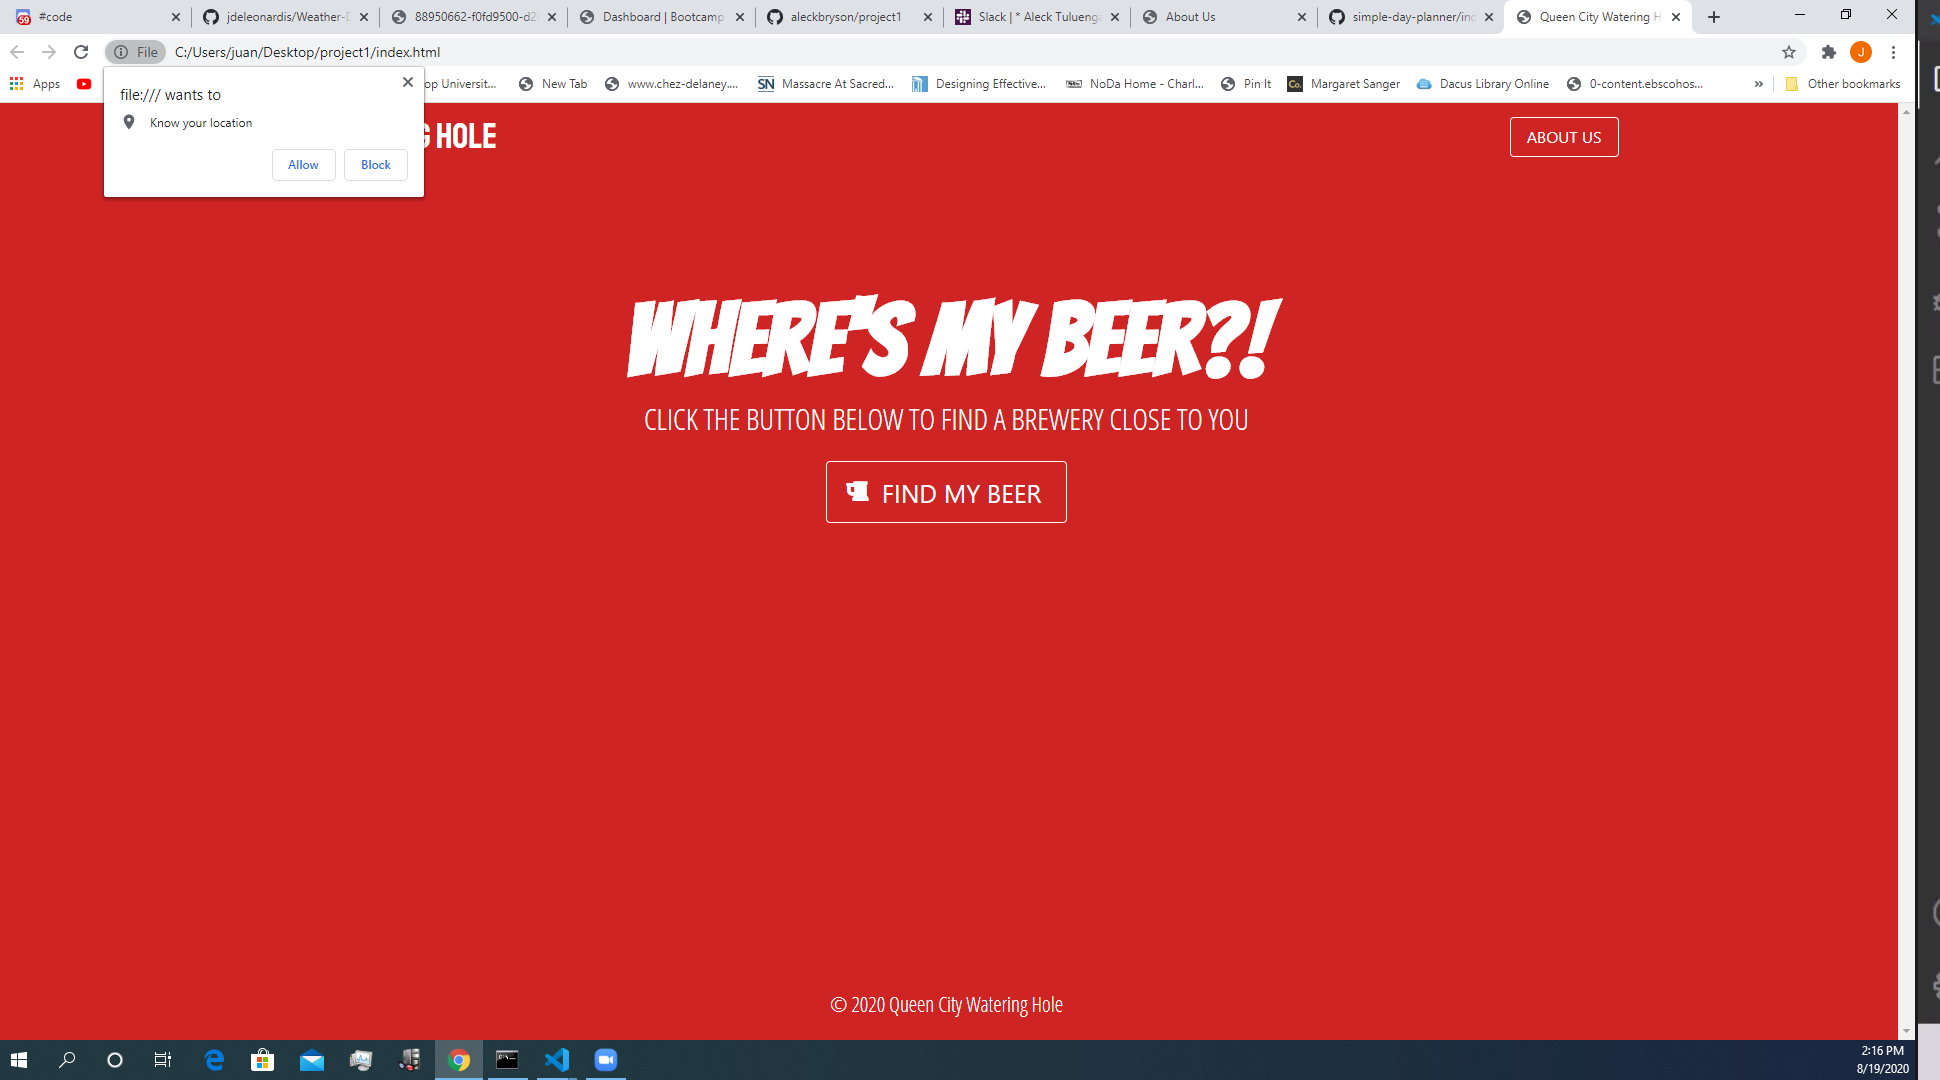 #code
jdeleonardis/Weather-D
88950662-f0fd9500-d2
Dashboard | Bootcamp
aleckbryson/project1
Slack | * Aleck Tuluenga
About Us
simple-day-planner/inc
Queen City Watering H
File C:/Users/juan/Desktop/project1/index.html
J
Apps
op Universit...
New Tab
www.chez-delaney....
SN Massacre At Sacred...
Designing Effective...
NoDa Home - Charl...
Pin It
Co. Margaret Sanger
Dacus Library Online
0-content.ebscohos...
»
Other bookmarks
file:/// wants to
Know your location
Allow
Block
G HOLE
ABOUT US
WHERE'S MY BEER?!
CLICK THE BUTTON BELOW TO FIND A BREWERY CLOSE TO YOU
FIND MY BEER
© 2020 Queen City Watering Hole
2:16 PM
8/19/2020